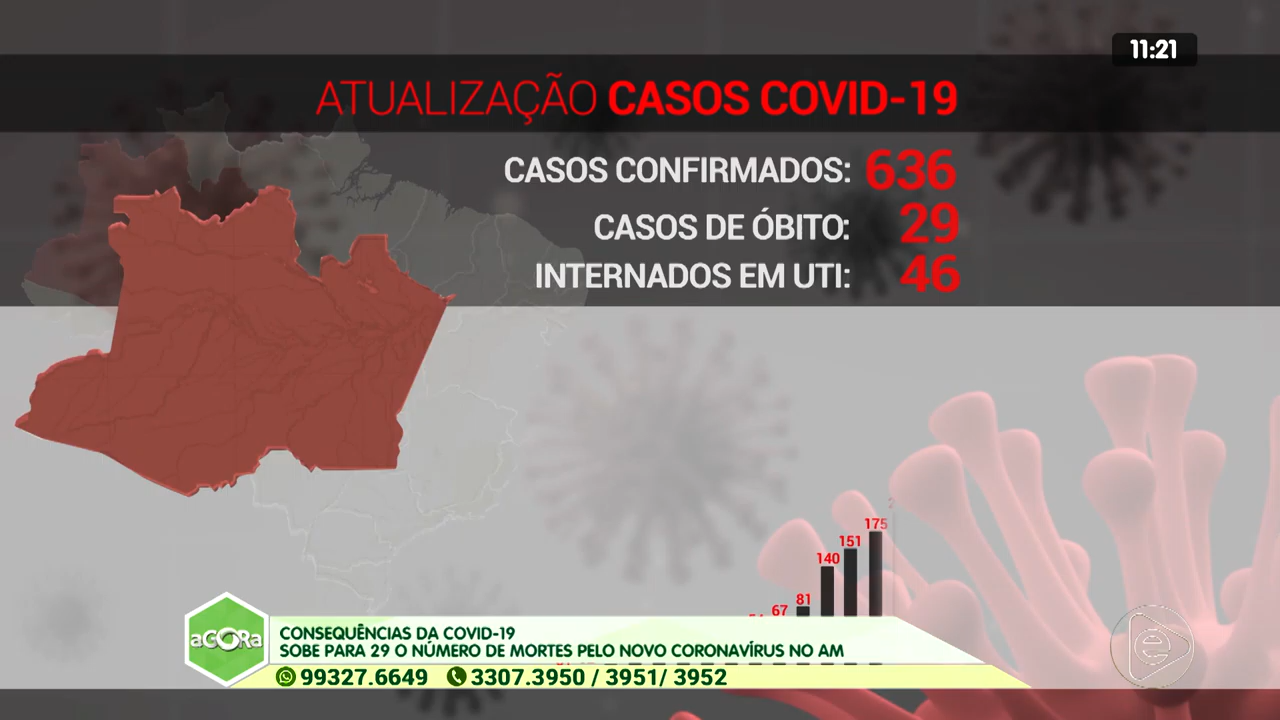 11:21
ATUALIZAÇÃO CASOS COVID-19
CASOS CONFIRMADOS: 636
CASOS DE ÓBITO: 29
INTERNADOS EM UTI: 46
175
151
140
81
67
aGORa
CONSEQUÊNCIAS DA COVID-19
SOBE PARA 29 O NÚMERO DE MORTES PELO NOVO CORONAVÍRUS NO AM
99327.6649 3307.3950 / 3951/ 3952